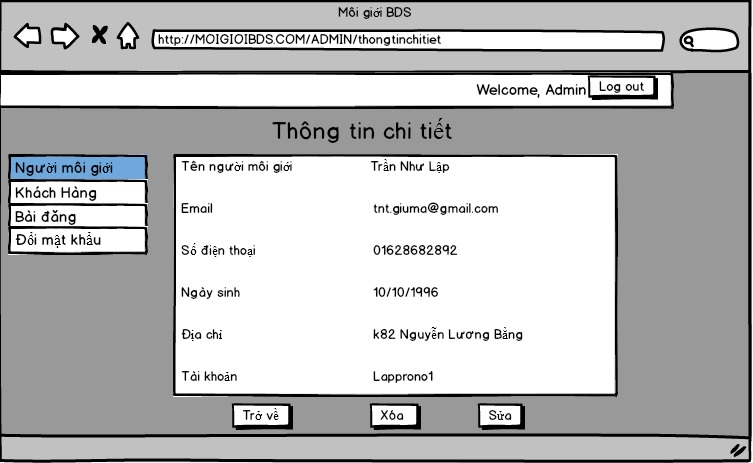 Môi giới BDS
http://MOIGIOIBDS.COM/ADMIN/thongtinchitiet
Welcome, Admin Log out
Thông tin chi tiết
Người môi giới
Khách Hàng
Bài đăng
Đổi mật khẩu
Tên người môi giới Trần Như Lập
Email tnt.giuma@gmail.com
Số điện thoại 01628682892
Ngày sinh 10/10/1996
Địa chỉ k82 Nguyễn Lương Bằng
Tài khoản Lapprono1
Trở về Xóa Sửa